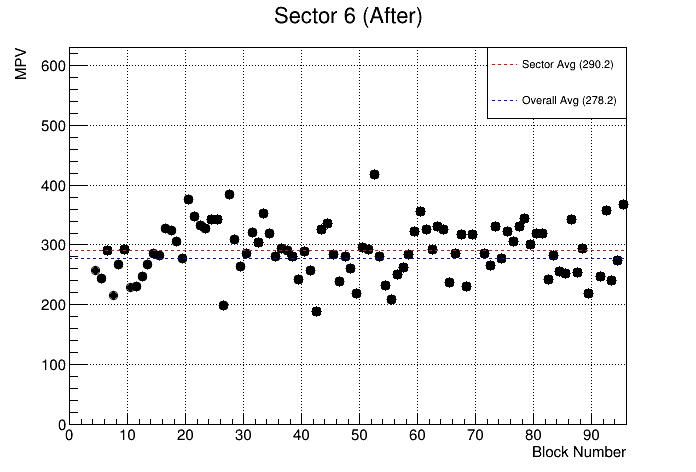 Sector 6 (After)
MPV
600
500
400
300
200
100
0
Sector Avg (290.2)
Overall Avg (278.2)
0 10 20 30 40 50 60 70 80 90
Block Number